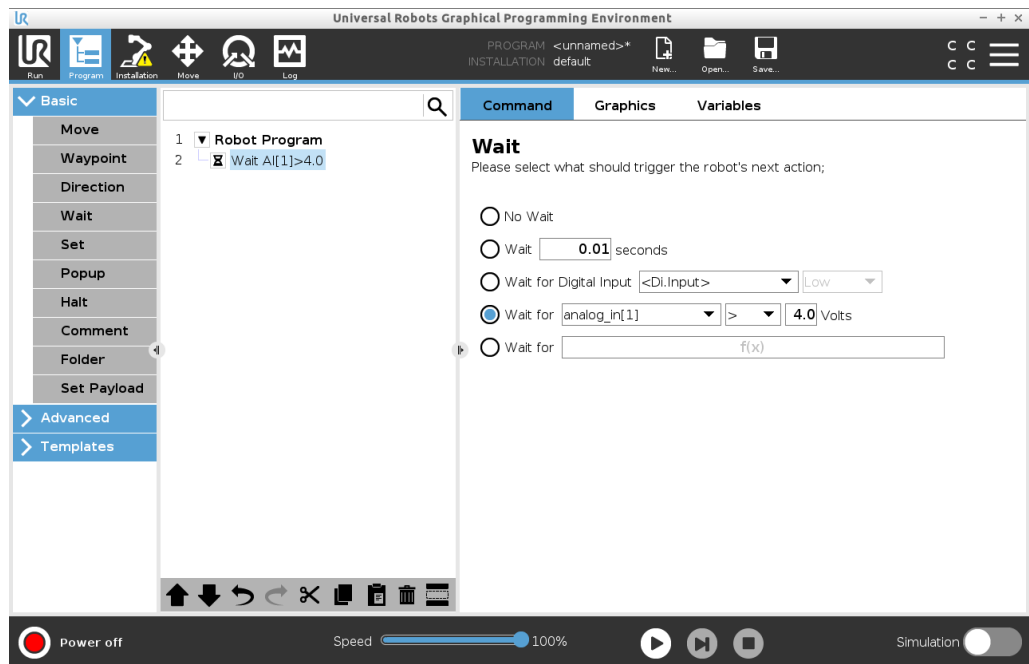 UR Universal Robots Graphical Programming Environment - + ×
UR
PROGRAM <unnamed>*
INSTALLATION default
Run Program Installation Move I/O Log New... Open... Save...
C C
C C
Basic
Move
Waypoint
Direction
Wait
Set
Popup
Halt
Comment
Folder
Set Payload
Advanced
Templates
1 Robot Program
2 Wait AI[1]>4.0
Command Graphics Variables
Wait
Please select what should trigger the robot's next action;
No Wait
Wait 0.01 seconds
Wait for Digital Input <Di.Input> Low
Wait for analog_in[1] > 4.0 Volts
Wait for f(x)
Power off Speed 100% Simulation